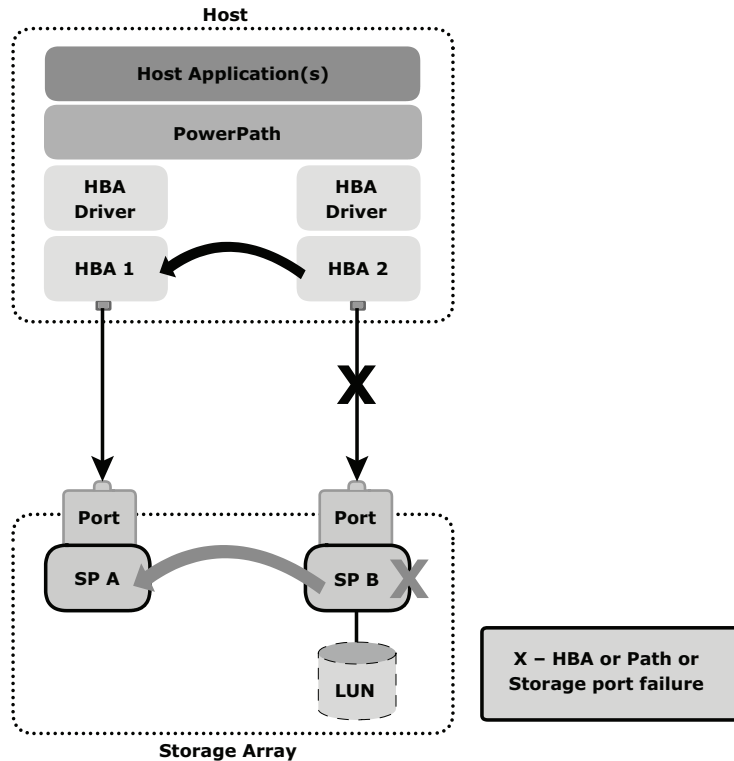 Host
Host Application(s)
PowerPath
HBA
Driver
HBA
Driver
HBA 1
HBA 2
X
Port
Port
SP A
SP B
X
LUN
X – HBA or Path or
Storage port failure
Storage Array